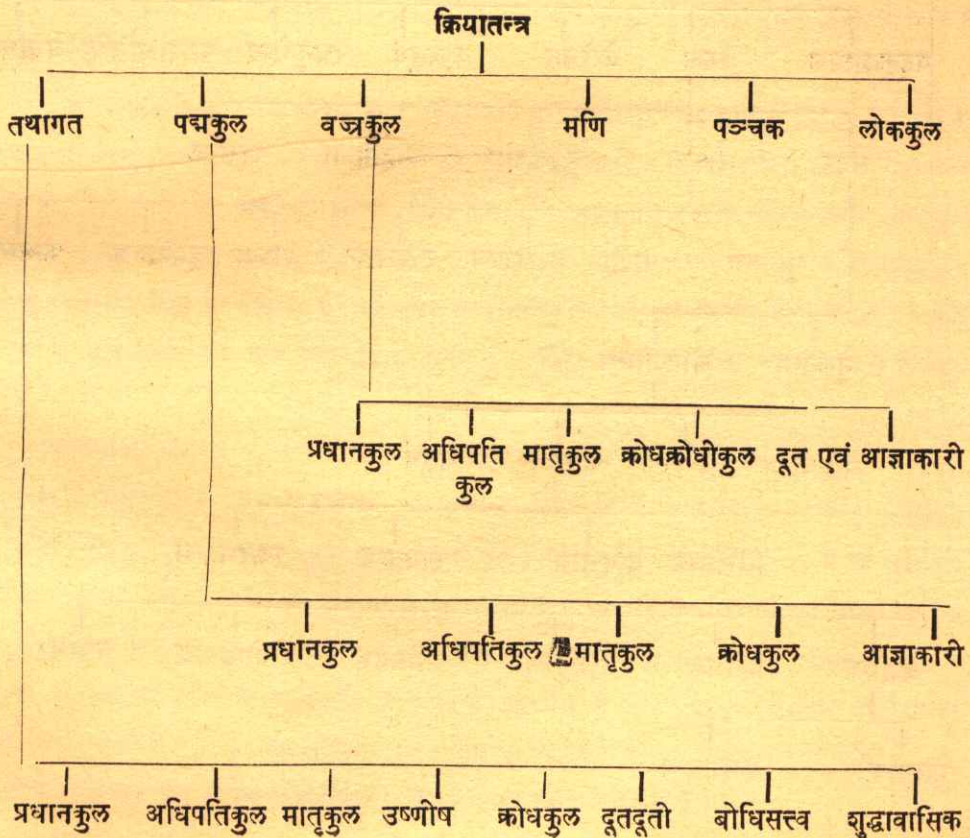 क्रियातन्त्र
तथागत पद्मकुल वज्रकुल मणि पञ्चक लोककुल
प्रधानकुल अधिपति मातृकुल क्रोधक्रोधीकुल दूत एवं आज्ञाकारी
कुल
प्रधानकुल अधिपतिकुल मातृकुल क्रोधकुल आज्ञाकारी
प्रधानकुल अधिपतिकुल मातृकुल उष्णीष क्रोधकुल दूतदूती बोधिसत्त्व शुद्धावासिक